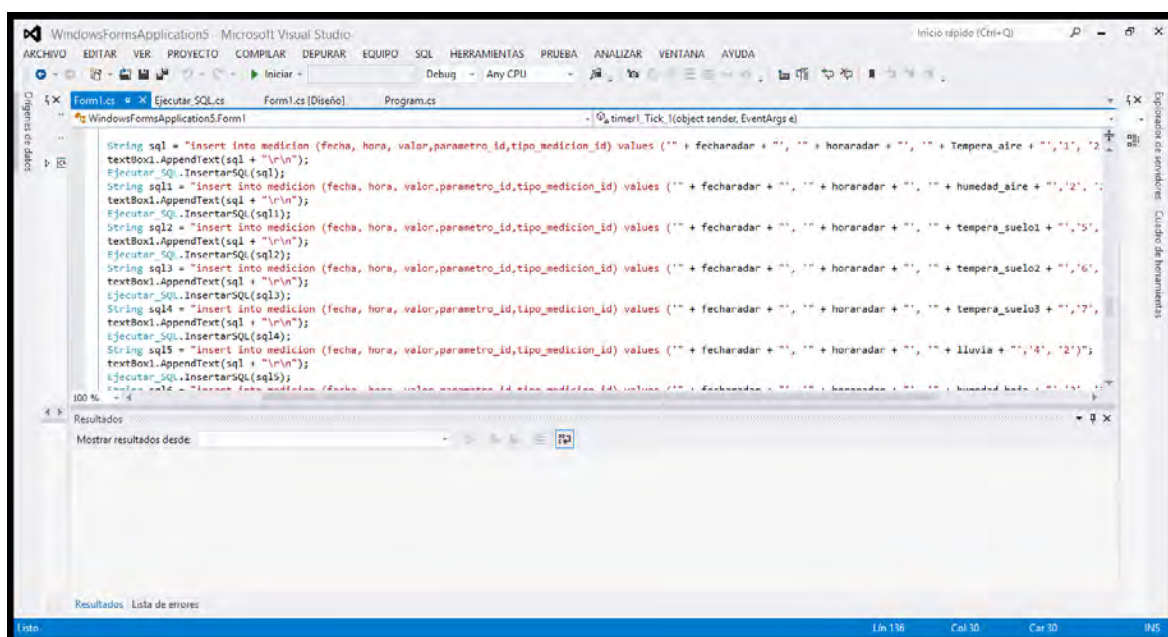 WindowsFormsApplication5 - Microsoft Visual Studio
Inicio rápido (Ctrl+Q)
ARCHIVO EDITAR VER PROYECTO COMPILAR DEPURAR EQUIPO SQL HERRAMIENTAS PRUEBA ANALIZAR VENTANA AYUDA
Iniciar Debug Any CPU
Form1.cs Ejecutar_SQL.cs Form1.cs [Diseño] Program.cs
WindowsFormsApplication5.Form1 timer1_Tick_1(object sender, EventArgs e)
String sql = "insert into medicion (fecha, hora, valor,parametro_id,tipo_medicion_id) values ('" + fecharadar + "', '" + horaradar + "', '" + Tempera_aire + "','1', '2
textBox1.AppendText(sql + "\r\n");
Ejecutar_SQL.InsertarSQL(sql);
String sql1 = "insert into medicion (fecha, hora, valor,parametro_id,tipo_medicion_id) values ('" + fecharadar + "', '" + horaradar + "', '" + humedad_aire + "','2', '
textBox1.AppendText(sql + "\r\n");
Ejecutar_SQL.InsertarSQL(sql1);
String sql2 = "insert into medicion (fecha, hora, valor,parametro_id,tipo_medicion_id) values ('" + fecharadar + "', '" + horaradar + "', '" + tempera_suelo1 + "','5',
textBox1.AppendText(sql + "\r\n");
Ejecutar_SQL.InsertarSQL(sql2);
String sql3 = "insert into medicion (fecha, hora, valor,parametro_id,tipo_medicion_id) values ('" + fecharadar + "', '" + horaradar + "', '" + tempera_suelo2 + "','6',
textBox1.AppendText(sql + "\r\n");
Ejecutar_SQL.InsertarSQL(sql3);
String sql4 = "insert into medicion (fecha, hora, valor,parametro_id,tipo_medicion_id) values ('" + fecharadar + "', '" + horaradar + "', '" + tempera_suelo3 + "','7',
textBox1.AppendText(sql + "\r\n");
Ejecutar_SQL.InsertarSQL(sql4);
String sql5 = "insert into medicion (fecha, hora, valor,parametro_id,tipo_medicion_id) values ('" + fecharadar + "', '" + horaradar + "', '" + lluvia + "','4', '2')";
textBox1.AppendText(sql + "\r\n");
Ejecutar_SQL.InsertarSQL(sql5);
100 %
Resultados
Mostrar resultados desde:
Resultados Lista de errores
Listo Lín 136 Col 30 Car 30 INS
Orígenes de datos
Explorador de servidores
Cuadro de herramientas